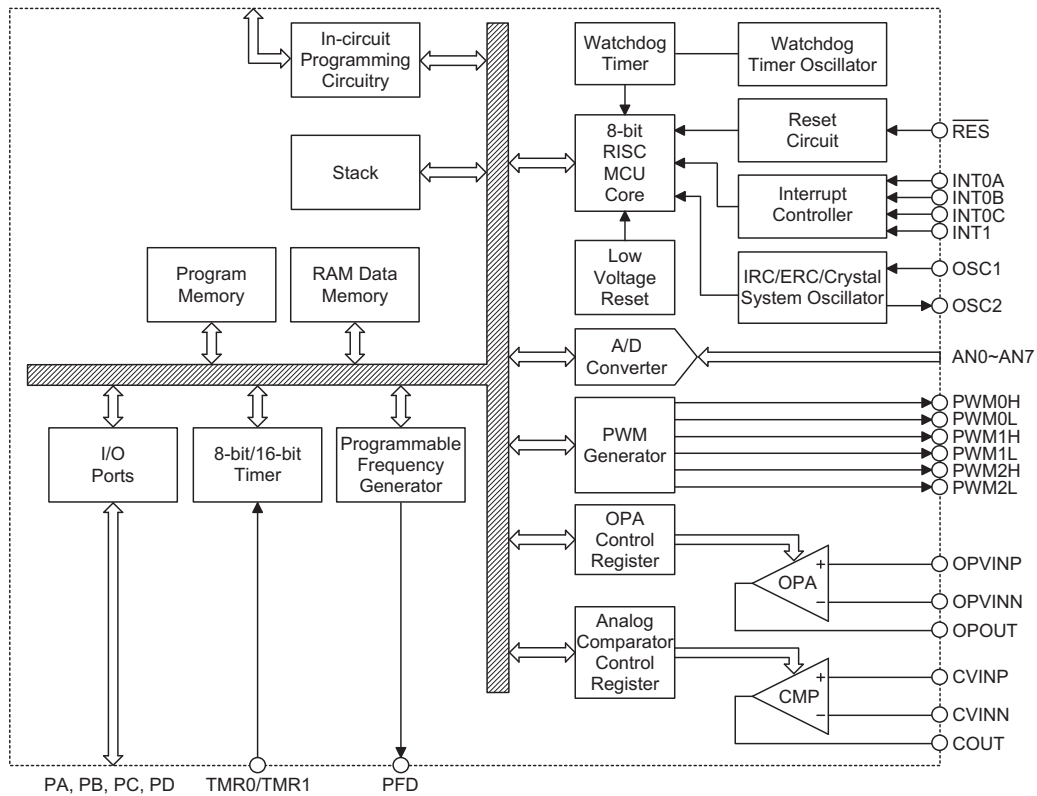 In-circuit
Programming
Circuitry
Watchdog
Timer
Watchdog
Timer Oscillator
Stack
8-bit
RISC
MCU
Core
Reset
Circuit
RES
Interrupt
Controller
INT0A
INT0B
INT0C
INT1
Program
Memory
RAM Data
Memory
Low
Voltage
Reset
IRC/ERC/Crystal
System Oscillator
OSC1
OSC2
A/D
Converter
AN0~AN7
I/O
Ports
8-bit/16-bit
Timer
Programmable
Frequency
Generator
PWM
Generator
PWM0H
PWM0L
PWM1H
PWM1L
PWM2H
PWM2L
OPA
Control
Register
+
OPA
−
OPVINP
OPVINN
OPOUT
Analog
Comparator
Control
Register
+
CMP
−
CVINP
CVINN
COUT
PA, PB, PC, PD
TMR0/TMR1
PFD